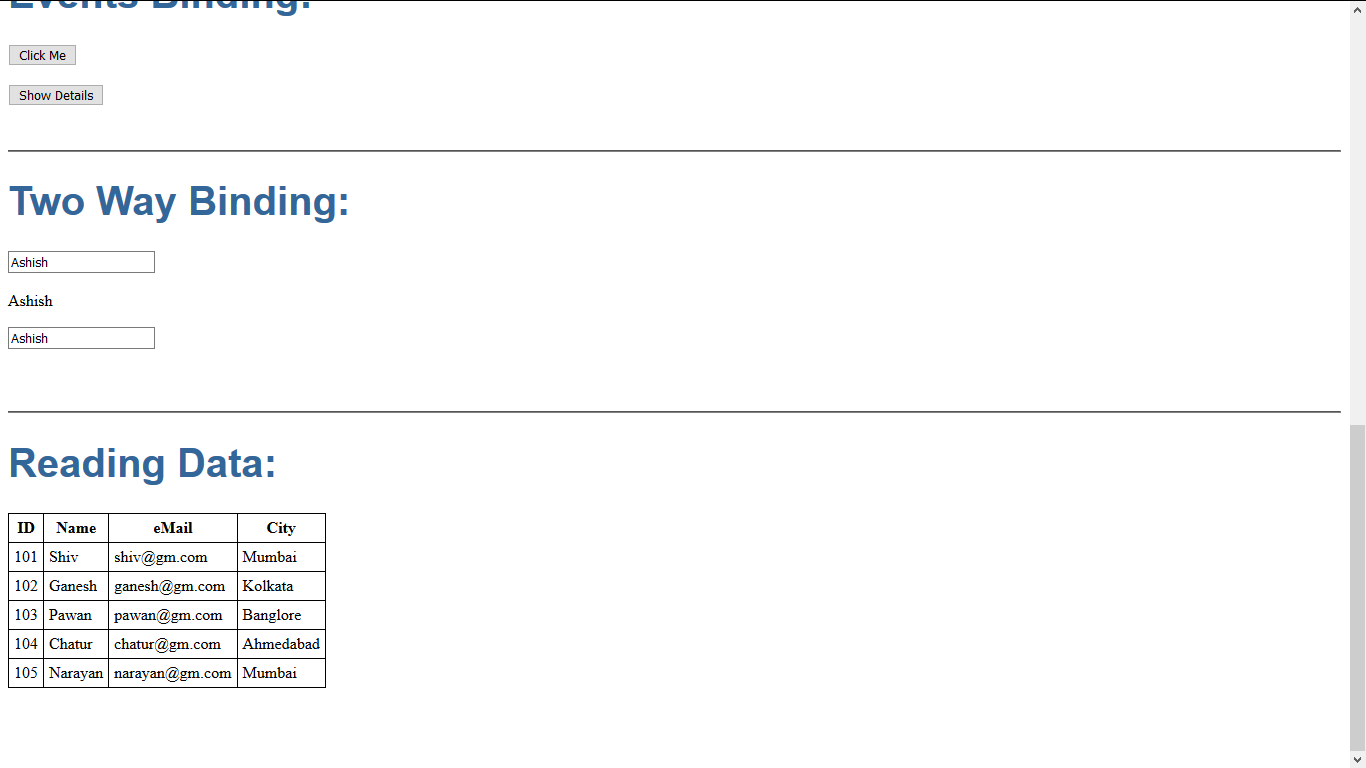 Events Binding:
Click Me
Show Details
Two Way Binding:
Ashish
Ashish
Ashish
Reading Data:
ID Name eMail City
101 Shiv shiv@gm.com Mumbai
102 Ganesh ganesh@gm.com Kolkata
103 Pawan pawan@gm.com Banglore
104 Chatur chatur@gm.com Ahmedabad
105 Narayan narayan@gm.com Mumbai